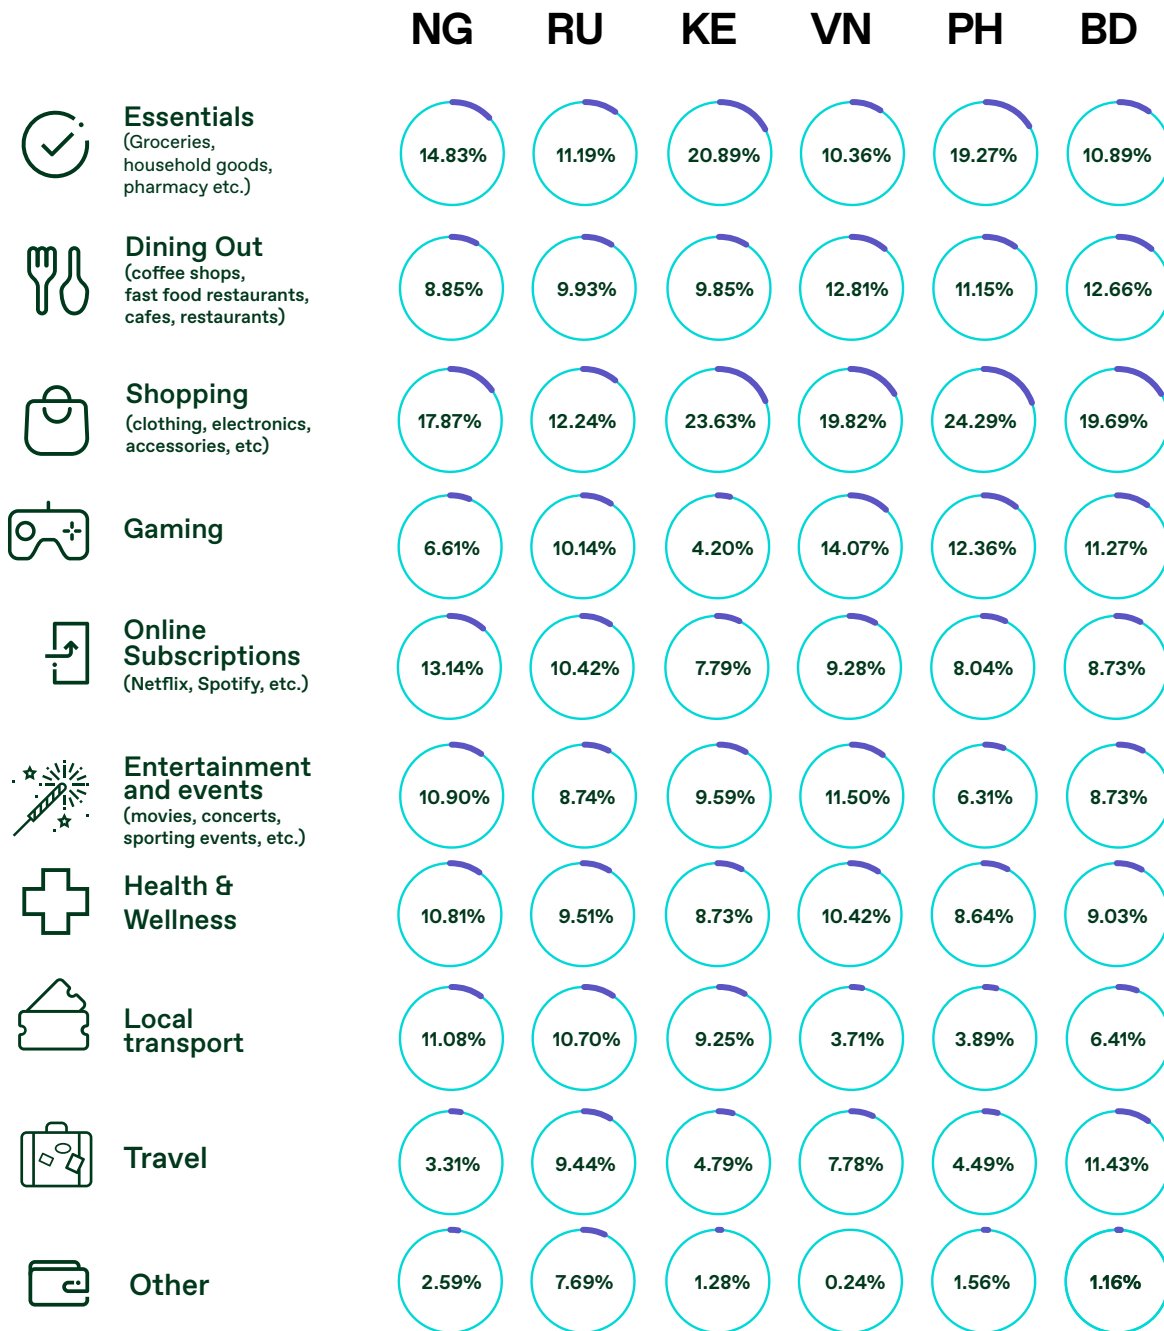 NG RU KE VN PH BD
Essentials
(Groceries,
household goods,
pharmacy etc.)
14.83% 11.19% 20.89% 10.36% 19.27% 10.89%
Dining Out
(coffee shops,
fast food restaurants,
cafes, restaurants)
8.85% 9.93% 9.85% 12.81% 11.15% 12.66%
Shopping
(clothing, electronics,
accessories, etc)
17.87% 12.24% 23.63% 19.82% 24.29% 19.69%
Gaming
6.61% 10.14% 4.20% 14.07% 12.36% 11.27%
Online
Subscriptions
(Netflix, Spotify, etc.)
13.14% 10.42% 7.79% 9.28% 8.04% 8.73%
Entertainment
and events
(movies, concerts,
sporting events, etc.)
10.90% 8.74% 9.59% 11.50% 6.31% 8.73%
Health &
Wellness
10.81% 9.51% 8.73% 10.42% 8.64% 9.03%
Local
transport
11.08% 10.70% 9.25% 3.71% 3.89% 6.41%
Travel
3.31% 9.44% 4.79% 7.78% 4.49% 11.43%
Other
2.59% 7.69% 1.28% 0.24% 1.56% 1.16%